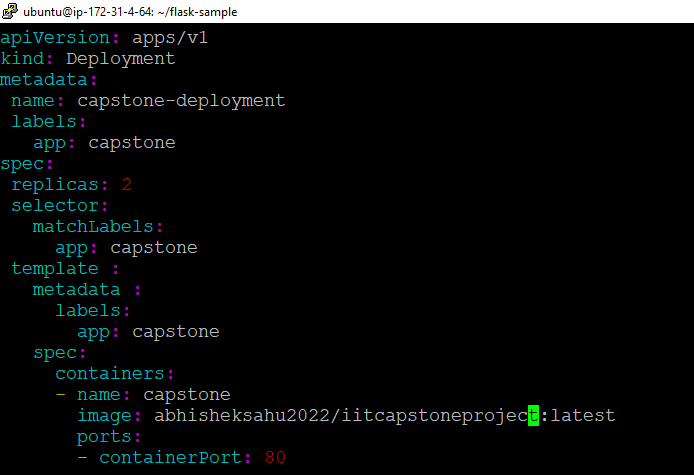 ubuntu@ip-172-31-4-64: ~/flask-sample
apiVersion: apps/v1
kind: Deployment
metadata:
 name: capstone-deployment
 labels:
   app: capstone
spec:
 replicas: 2
 selector:
   matchLabels:
     app: capstone
 template :
   metadata :
     labels:
       app: capstone
   spec:
     containers:
     - name: capstone
       image: abhisheksahu2022/iitcapstoneproject:latest
       ports:
       - containerPort: 80